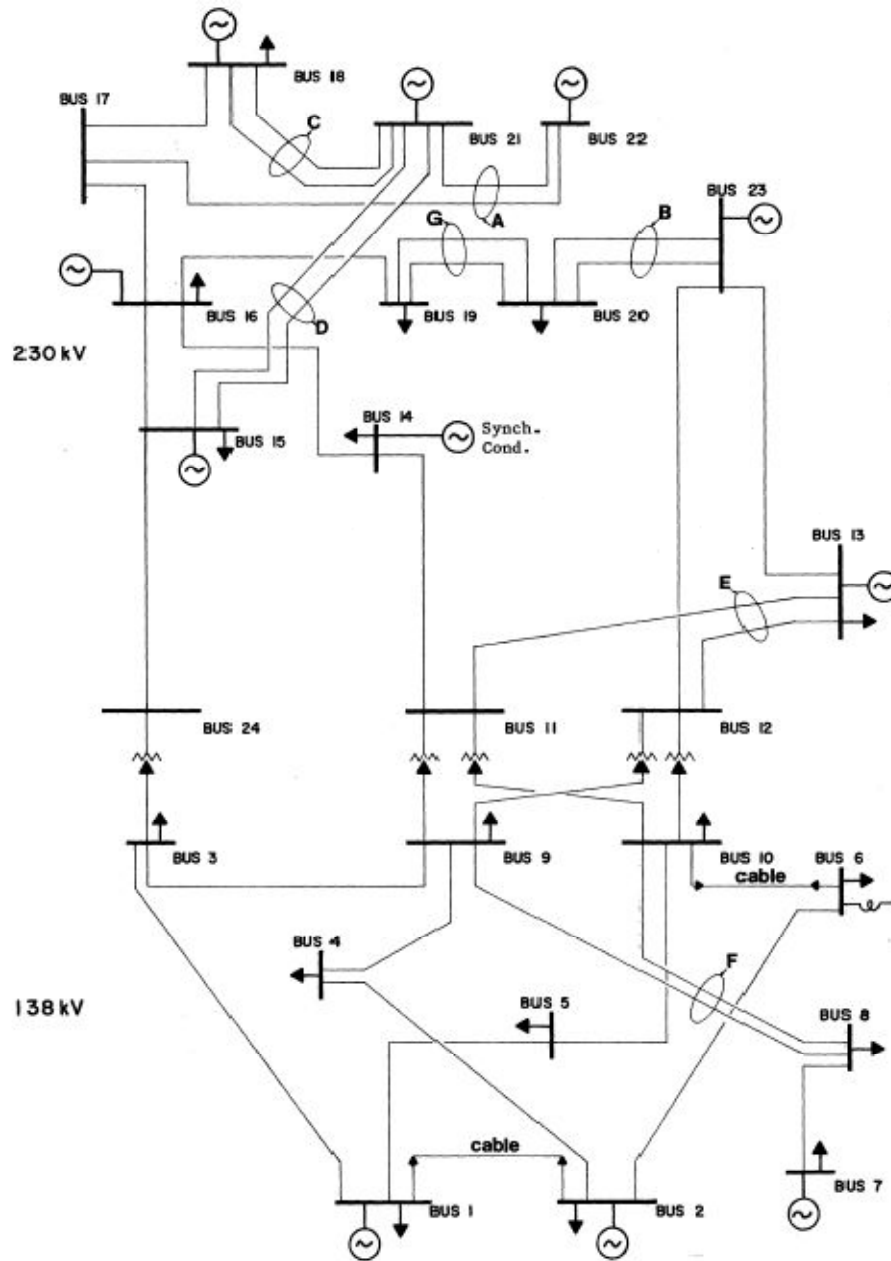 BUS 18
BUS 17
C
BUS 21
BUS 22
BUS 23
G
A
B
BUS 16
BUS 19
BUS 210
D
230 kV
BUS 14
BUS 15
Synch.
Cond.
BUS 13
E
BUS 24
BUS 11
BUS 12
BUS 3
BUS 9
BUS 10
BUS 6
cable
BUS 4
F
138 kV
BUS 5
BUS 8
cable
BUS 7
BUS 1
BUS 2